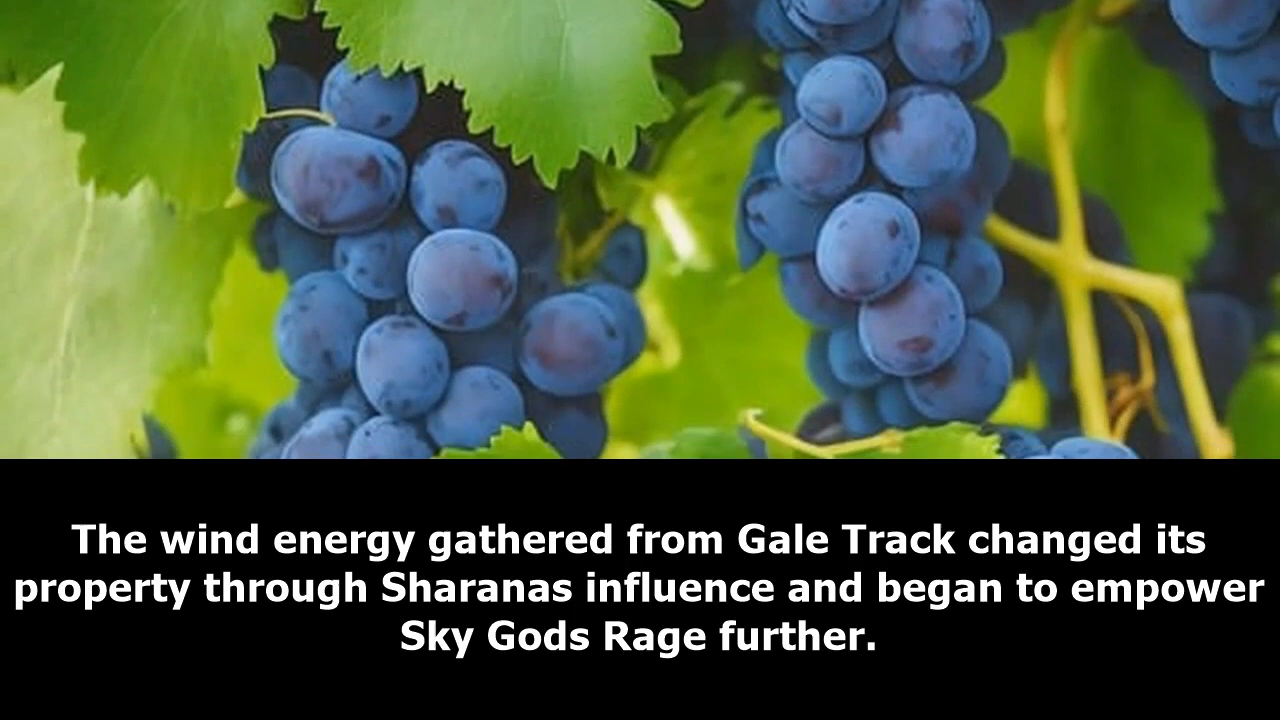 The wind energy gathered from Gale Track changed its
property through Sharanas influence and began to empower
Sky Gods Rage further.